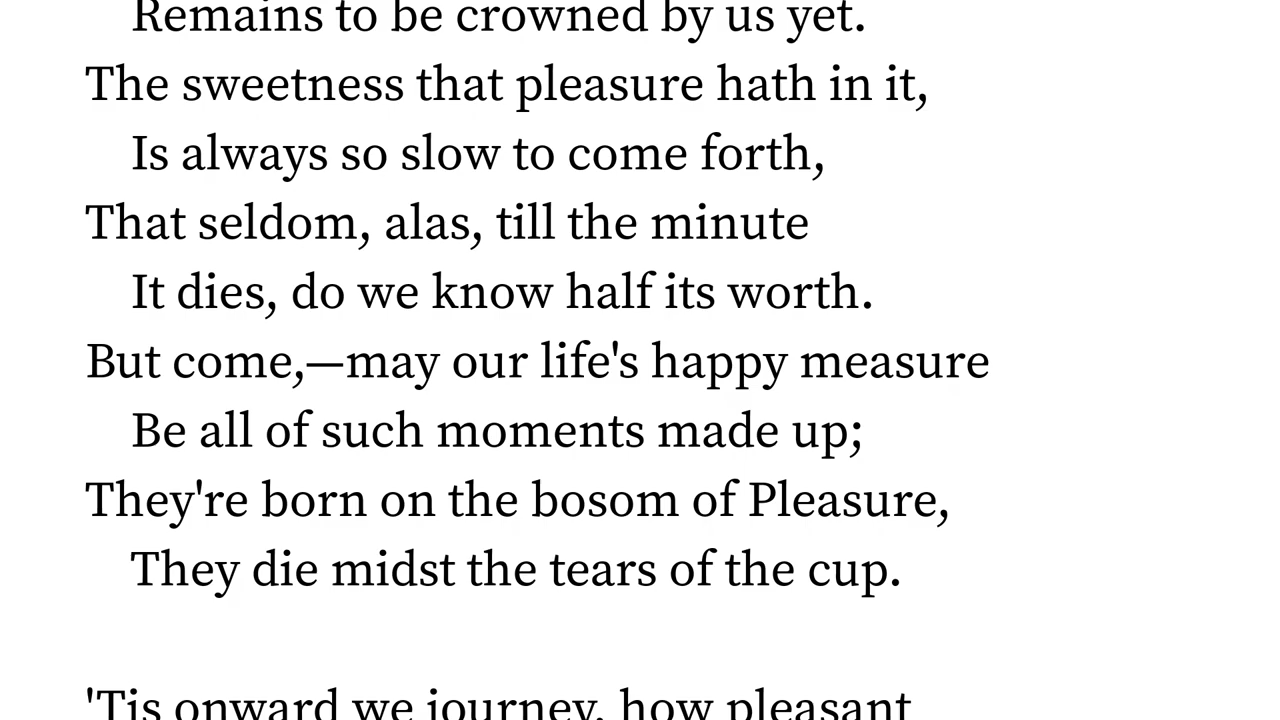 Remains to be crowned by us yet.
The sweetness that pleasure hath in it,
Is always so slow to come forth,
That seldom, alas, till the minute
It dies, do we know half its worth.
But come,—may our life's happy measure
Be all of such moments made up;
They're born on the bosom of Pleasure,
They die midst the tears of the cup.
'Tis onward we journey, how pleasant